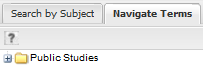 Search by Subject Navigate Terms
?
Public Studies